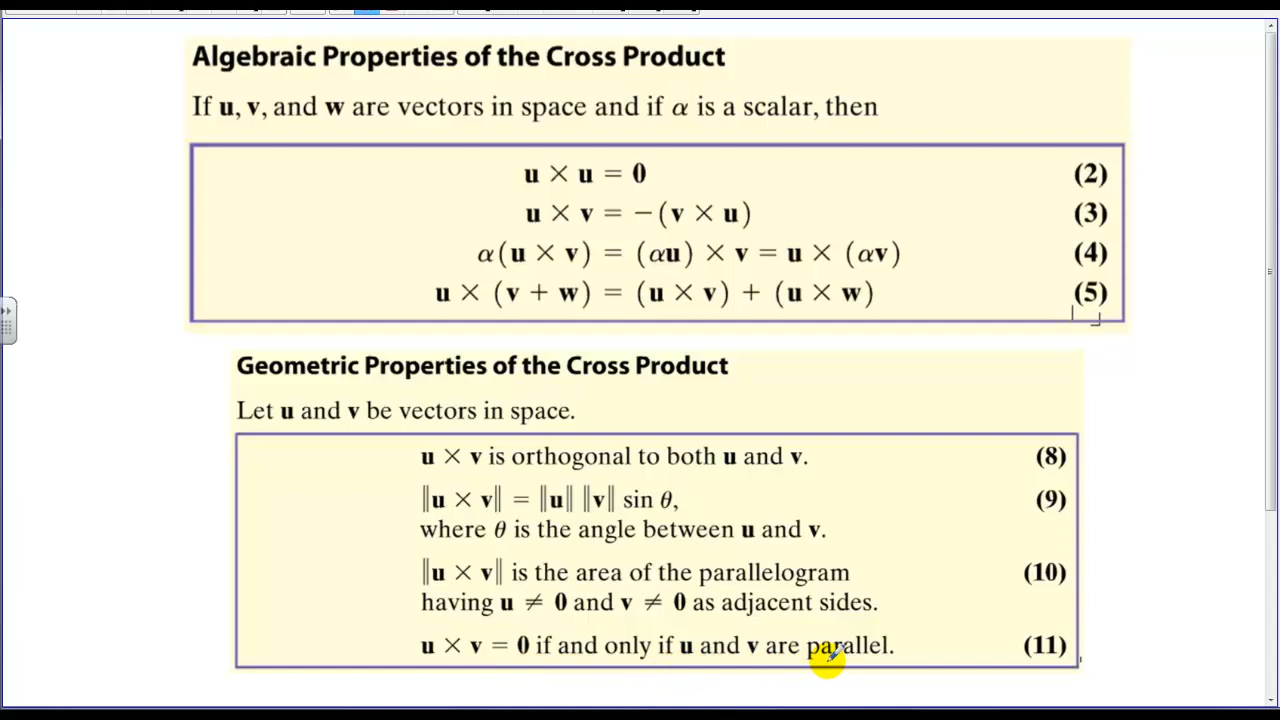 Algebraic Properties of the Cross Product
If u, v, and w are vectors in space and if α is a scalar, then
u × u = 0 (2)
u × v = −(v × u) (3)
α(u × v) = (αu) × v = u × (αv) (4)
u × (v + w) = (u × v) + (u × w) (5)
Geometric Properties of the Cross Product
Let u and v be vectors in space.
u × v is orthogonal to both u and v. (8)
‖u × v‖ = ‖u‖ ‖v‖ sin θ, (9)
where θ is the angle between u and v.
‖u × v‖ is the area of the parallelogram (10)
having u ≠ 0 and v ≠ 0 as adjacent sides.
u × v = 0 if and only if u and v are parallel. (11)